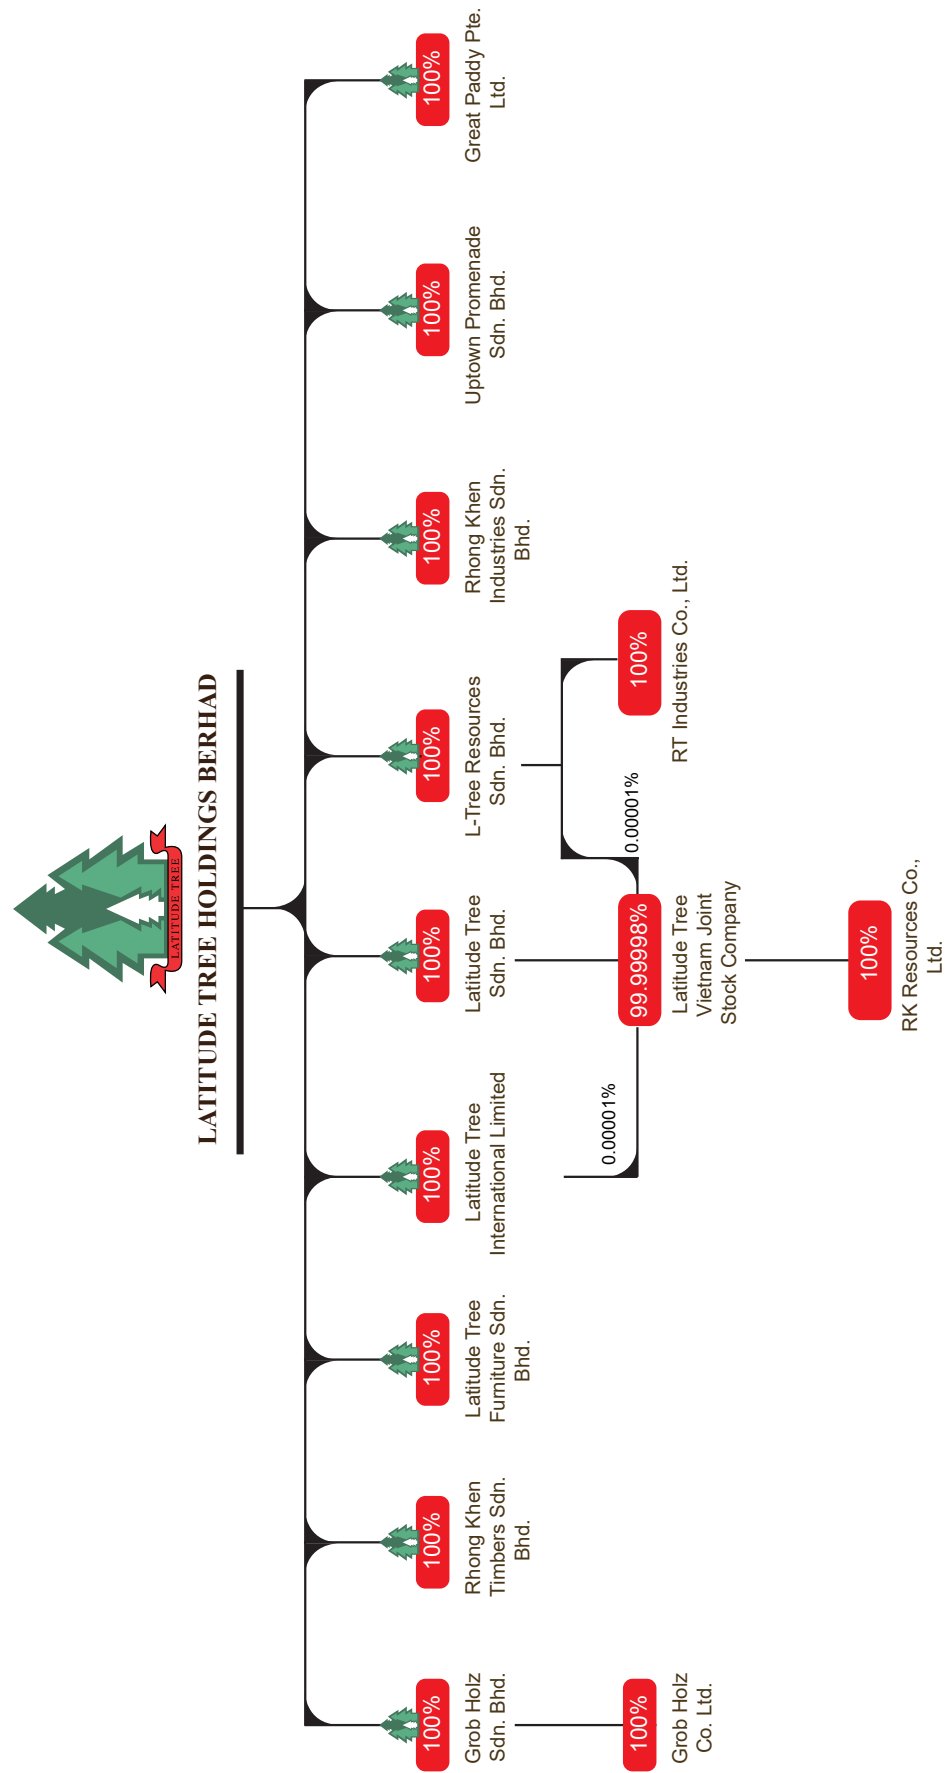 LATITUDE TREE
LATITUDE TREE HOLDINGS BERHAD
100%
Grob Holz
Sdn. Bhd.
100%
Rhong Khen
Timbers Sdn.
Bhd.
100%
Latitude Tree
Furniture Sdn.
Bhd.
100%
Latitude Tree
International Limited
100%
Latitude Tree
Sdn. Bhd.
100%
L-Tree Resources
Sdn. Bhd.
100%
Rhong Khen
Industries Sdn.
Bhd.
100%
Uptown Promenade
Sdn. Bhd.
100%
Great Paddy Pte.
Ltd.
100%
Grob Holz
Co. Ltd.
0.00001%
99.99998%
Latitude Tree
Vietnam Joint
Stock Company
0.00001%
100%
RT Industries Co., Ltd.
100%
RK Resources Co.,
Ltd.